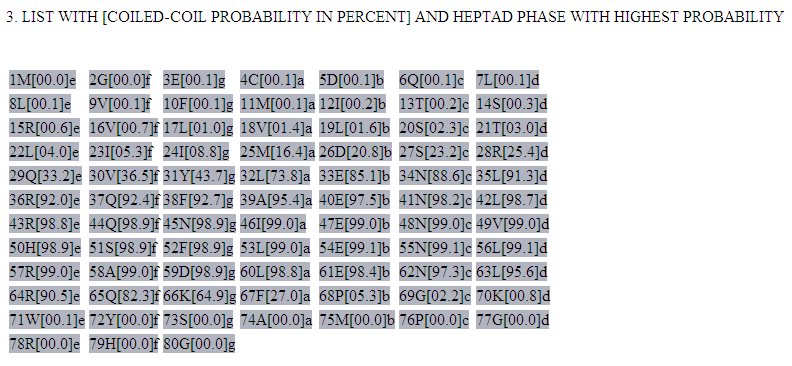 3. LIST WITH [COILED-COIL PROBABILITY IN PERCENT] AND HEPTAD PHASE WITH HIGHEST PROBABILITY
1M[00.0]e 2G[00.0]f 3E[00.1]g 4C[00.1]a 5D[00.1]b 6Q[00.1]c 7L[00.1]d
8L[00.1]e 9V[00.1]f 10F[00.1]g 11M[00.1]a 12I[00.2]b 13T[00.2]c 14S[00.3]d
15R[00.6]e 16V[00.7]f 17L[01.0]g 18V[01.4]a 19L[01.6]b 20S[02.3]c 21T[03.0]d
22L[04.0]e 23I[05.3]f 24I[08.8]g 25M[16.4]a 26D[20.8]b 27S[23.2]c 28R[25.4]d
29Q[33.2]e 30V[36.5]f 31Y[43.7]g 32L[73.8]a 33E[85.1]b 34N[88.6]c 35L[91.3]d
36R[92.0]e 37Q[92.4]f 38F[92.7]g 39A[95.4]a 40E[97.5]b 41N[98.2]c 42L[98.7]d
43R[98.8]e 44Q[98.9]f 45N[98.9]g 46I[99.0]a 47E[99.0]b 48N[99.0]c 49V[99.0]d
50H[98.9]e 51S[98.9]f 52F[98.9]g 53L[99.0]a 54E[99.1]b 55N[99.1]c 56L[99.1]d
57R[99.0]e 58A[99.0]f 59D[98.9]g 60L[98.8]a 61E[98.4]b 62N[97.3]c 63L[95.6]d
64R[90.5]e 65Q[82.3]f 66K[64.9]g 67F[27.0]a 68P[05.3]b 69G[02.2]c 70K[00.8]d
71W[00.1]e 72Y[00.0]f 73S[00.0]g 74A[00.0]a 75M[00.0]b 76P[00.0]c 77G[00.0]d
78R[00.0]e 79H[00.0]f 80G[00.0]g